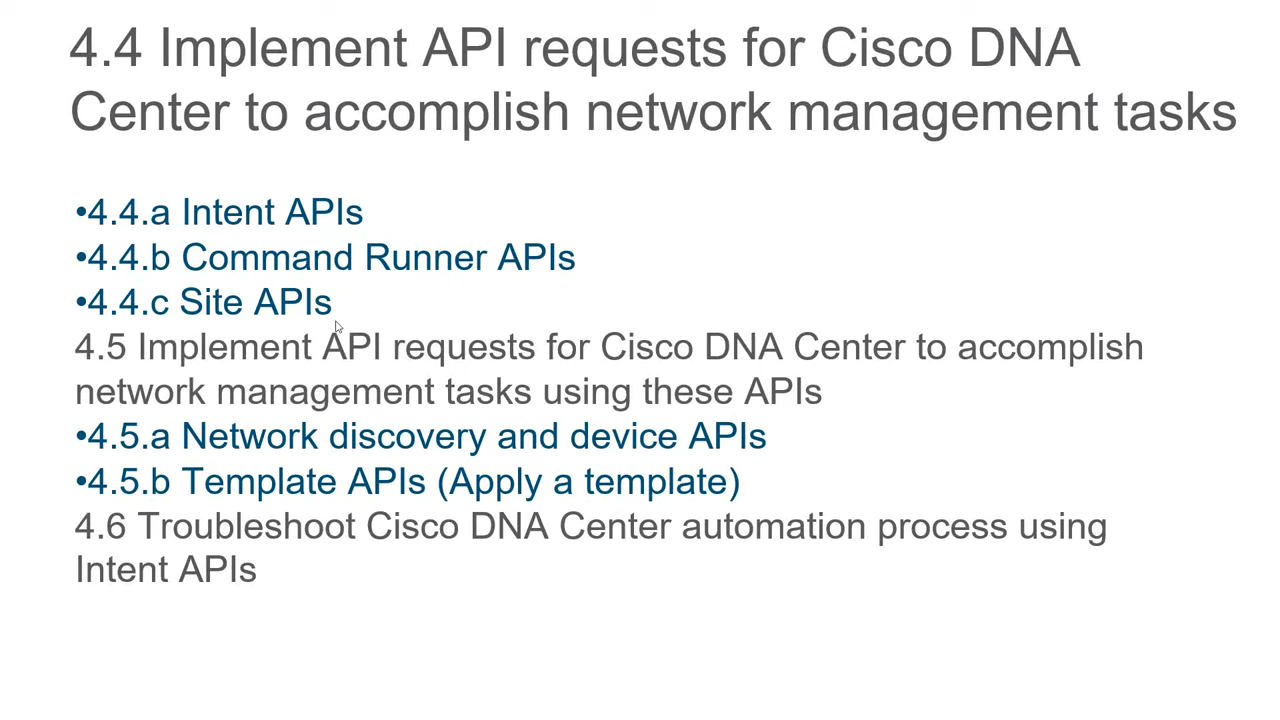 4.4 Implement API requests for Cisco DNA
Center to accomplish network management tasks
•4.4.a Intent APIs
•4.4.b Command Runner APIs
•4.4.c Site APIs
4.5 Implement API requests for Cisco DNA Center to accomplish
network management tasks using these APIs
•4.5.a Network discovery and device APIs
•4.5.b Template APIs (Apply a template)
4.6 Troubleshoot Cisco DNA Center automation process using
Intent APIs